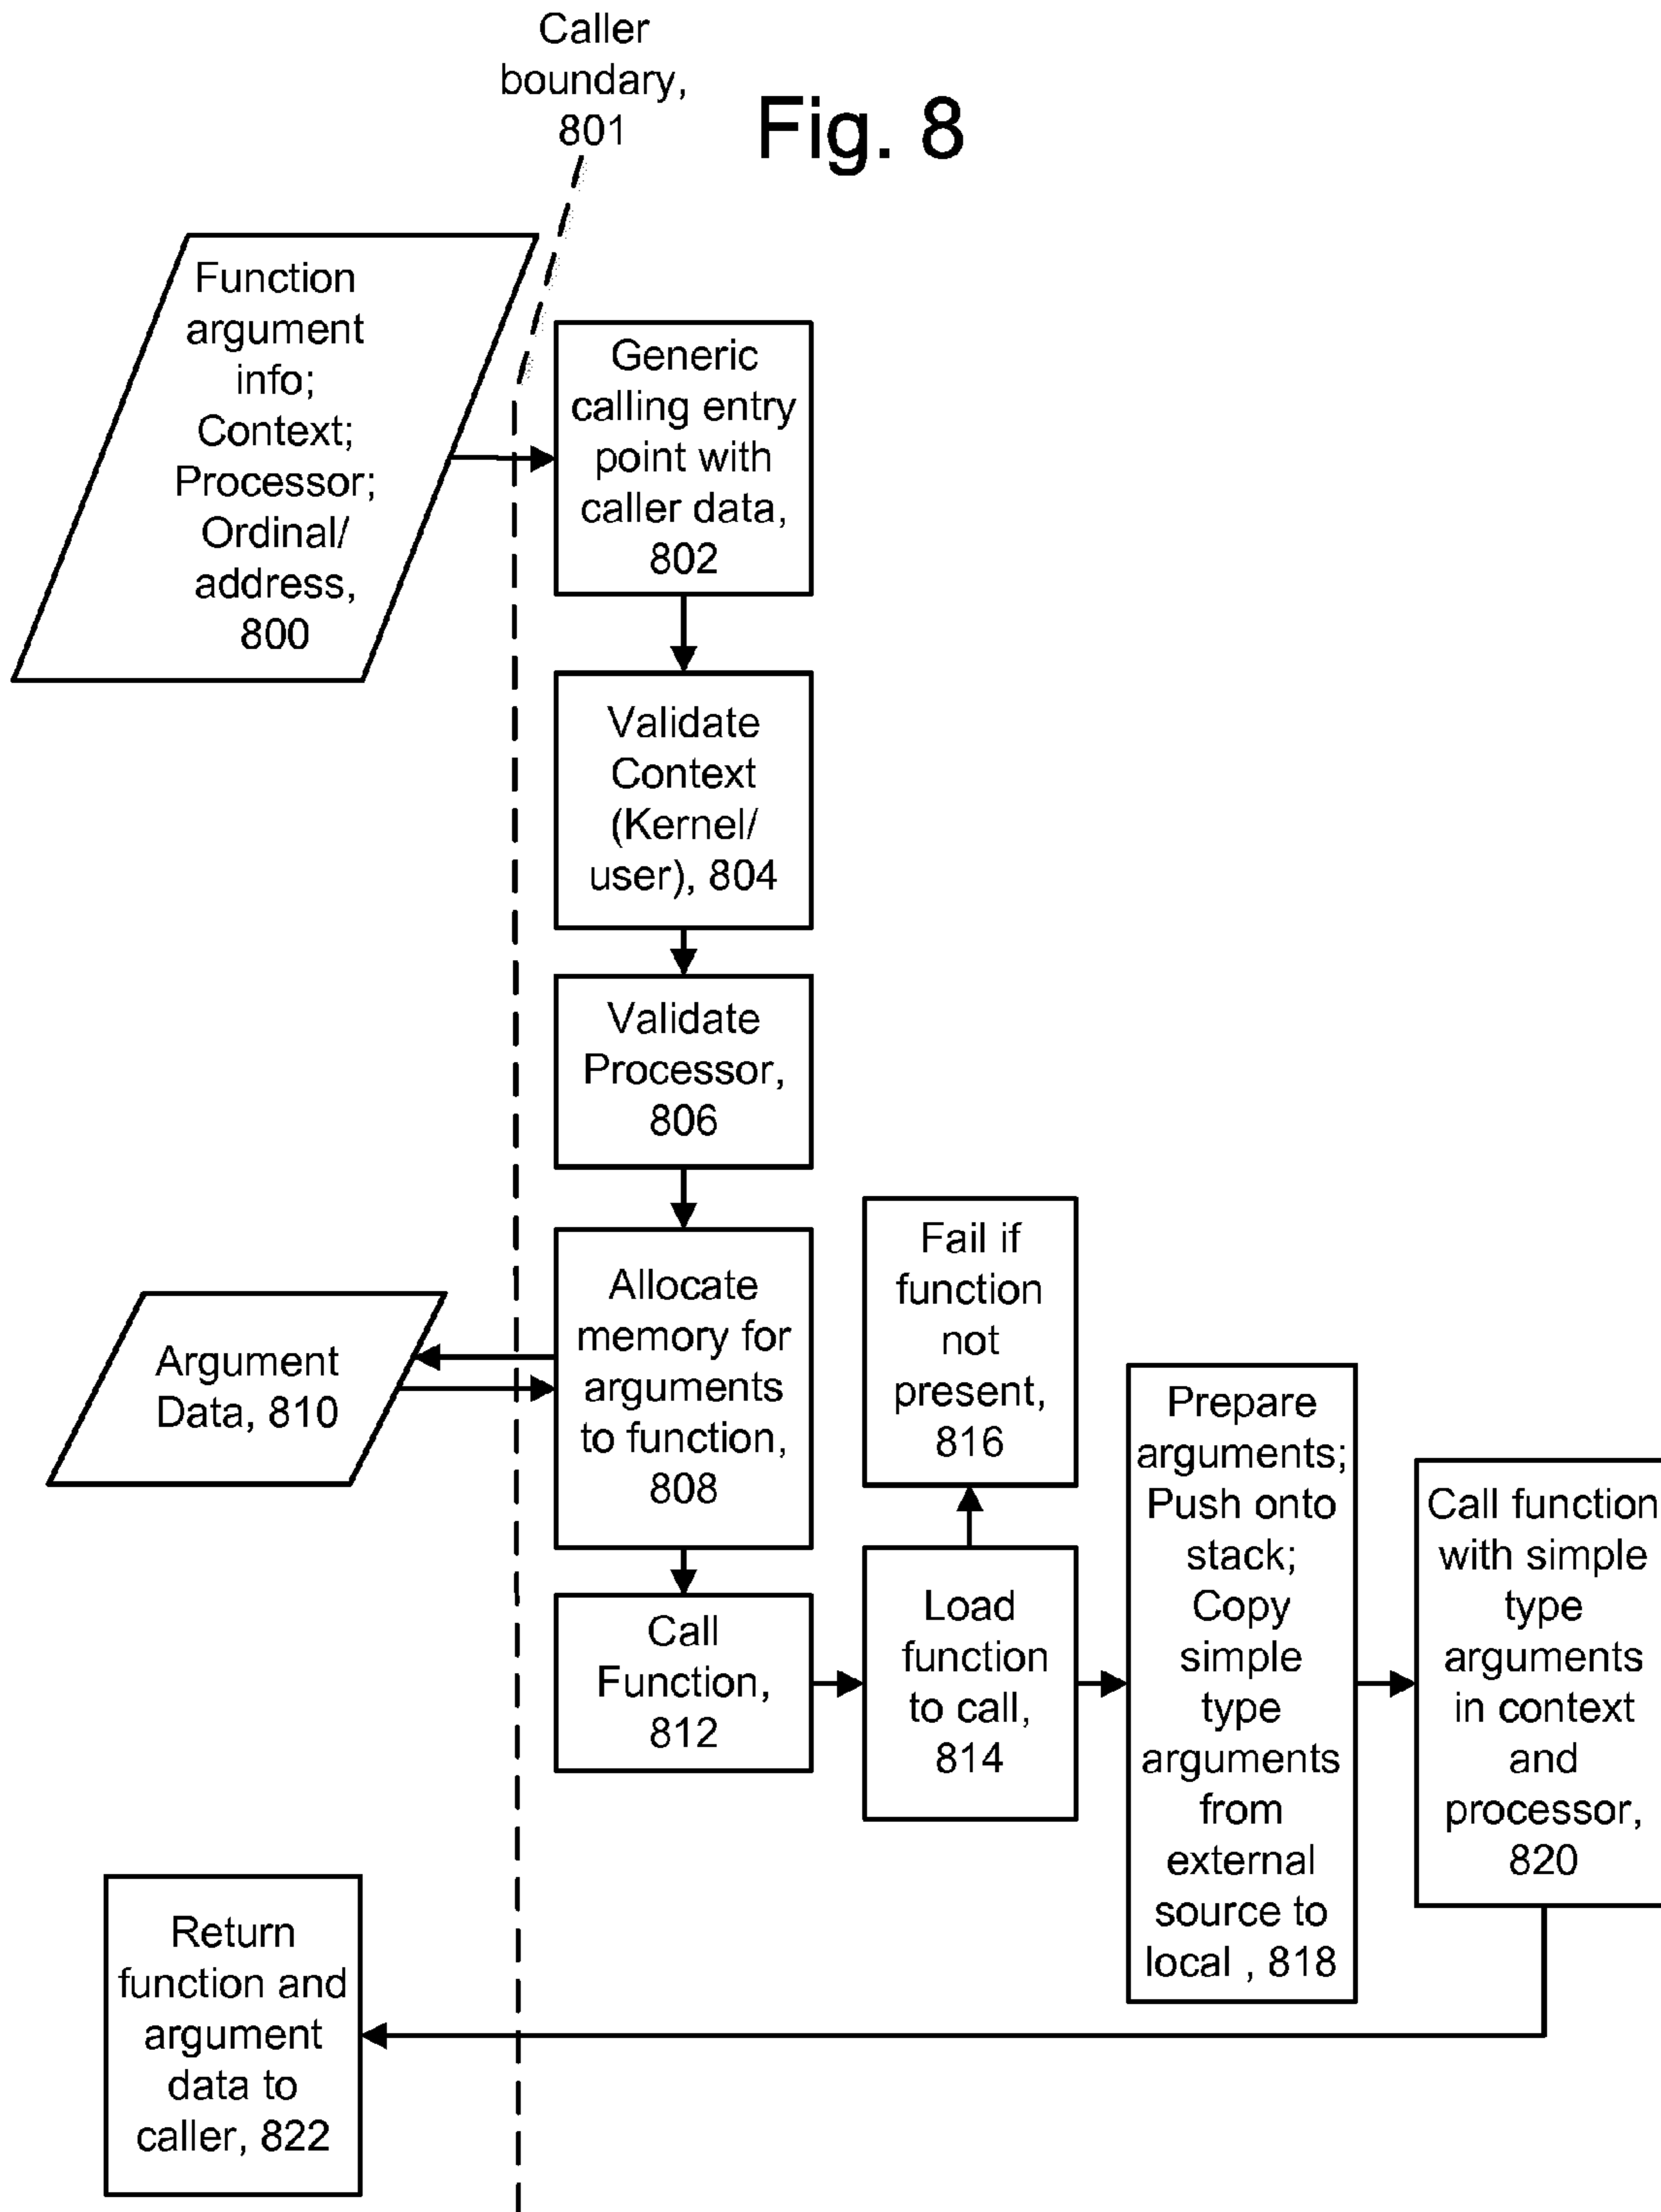 Caller
boundary,
801
Fig. 8
Function
argument
info;
Context;
Processor;
Ordinal/
address,
800
Generic
calling entry
point with
caller data,
802
Validate
Context
(Kernel/
user), 804
Validate
Processor,
806
Allocate
memory for
arguments
to function,
808
Argument
Data, 810
Call
Function,
812
Load
function
to call,
814
Fail if
function
not
present,
816
Prepare
arguments;
Push onto
stack;
Copy
simple
type
arguments
from
external
source to
local , 818
Call function
with simple
type
arguments
in context
and
processor,
820
Return
function and
argument
data to
caller, 822